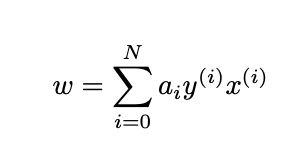 w = \sum_{i=0}^{N} a_i y^{(i)} x^{(i)}